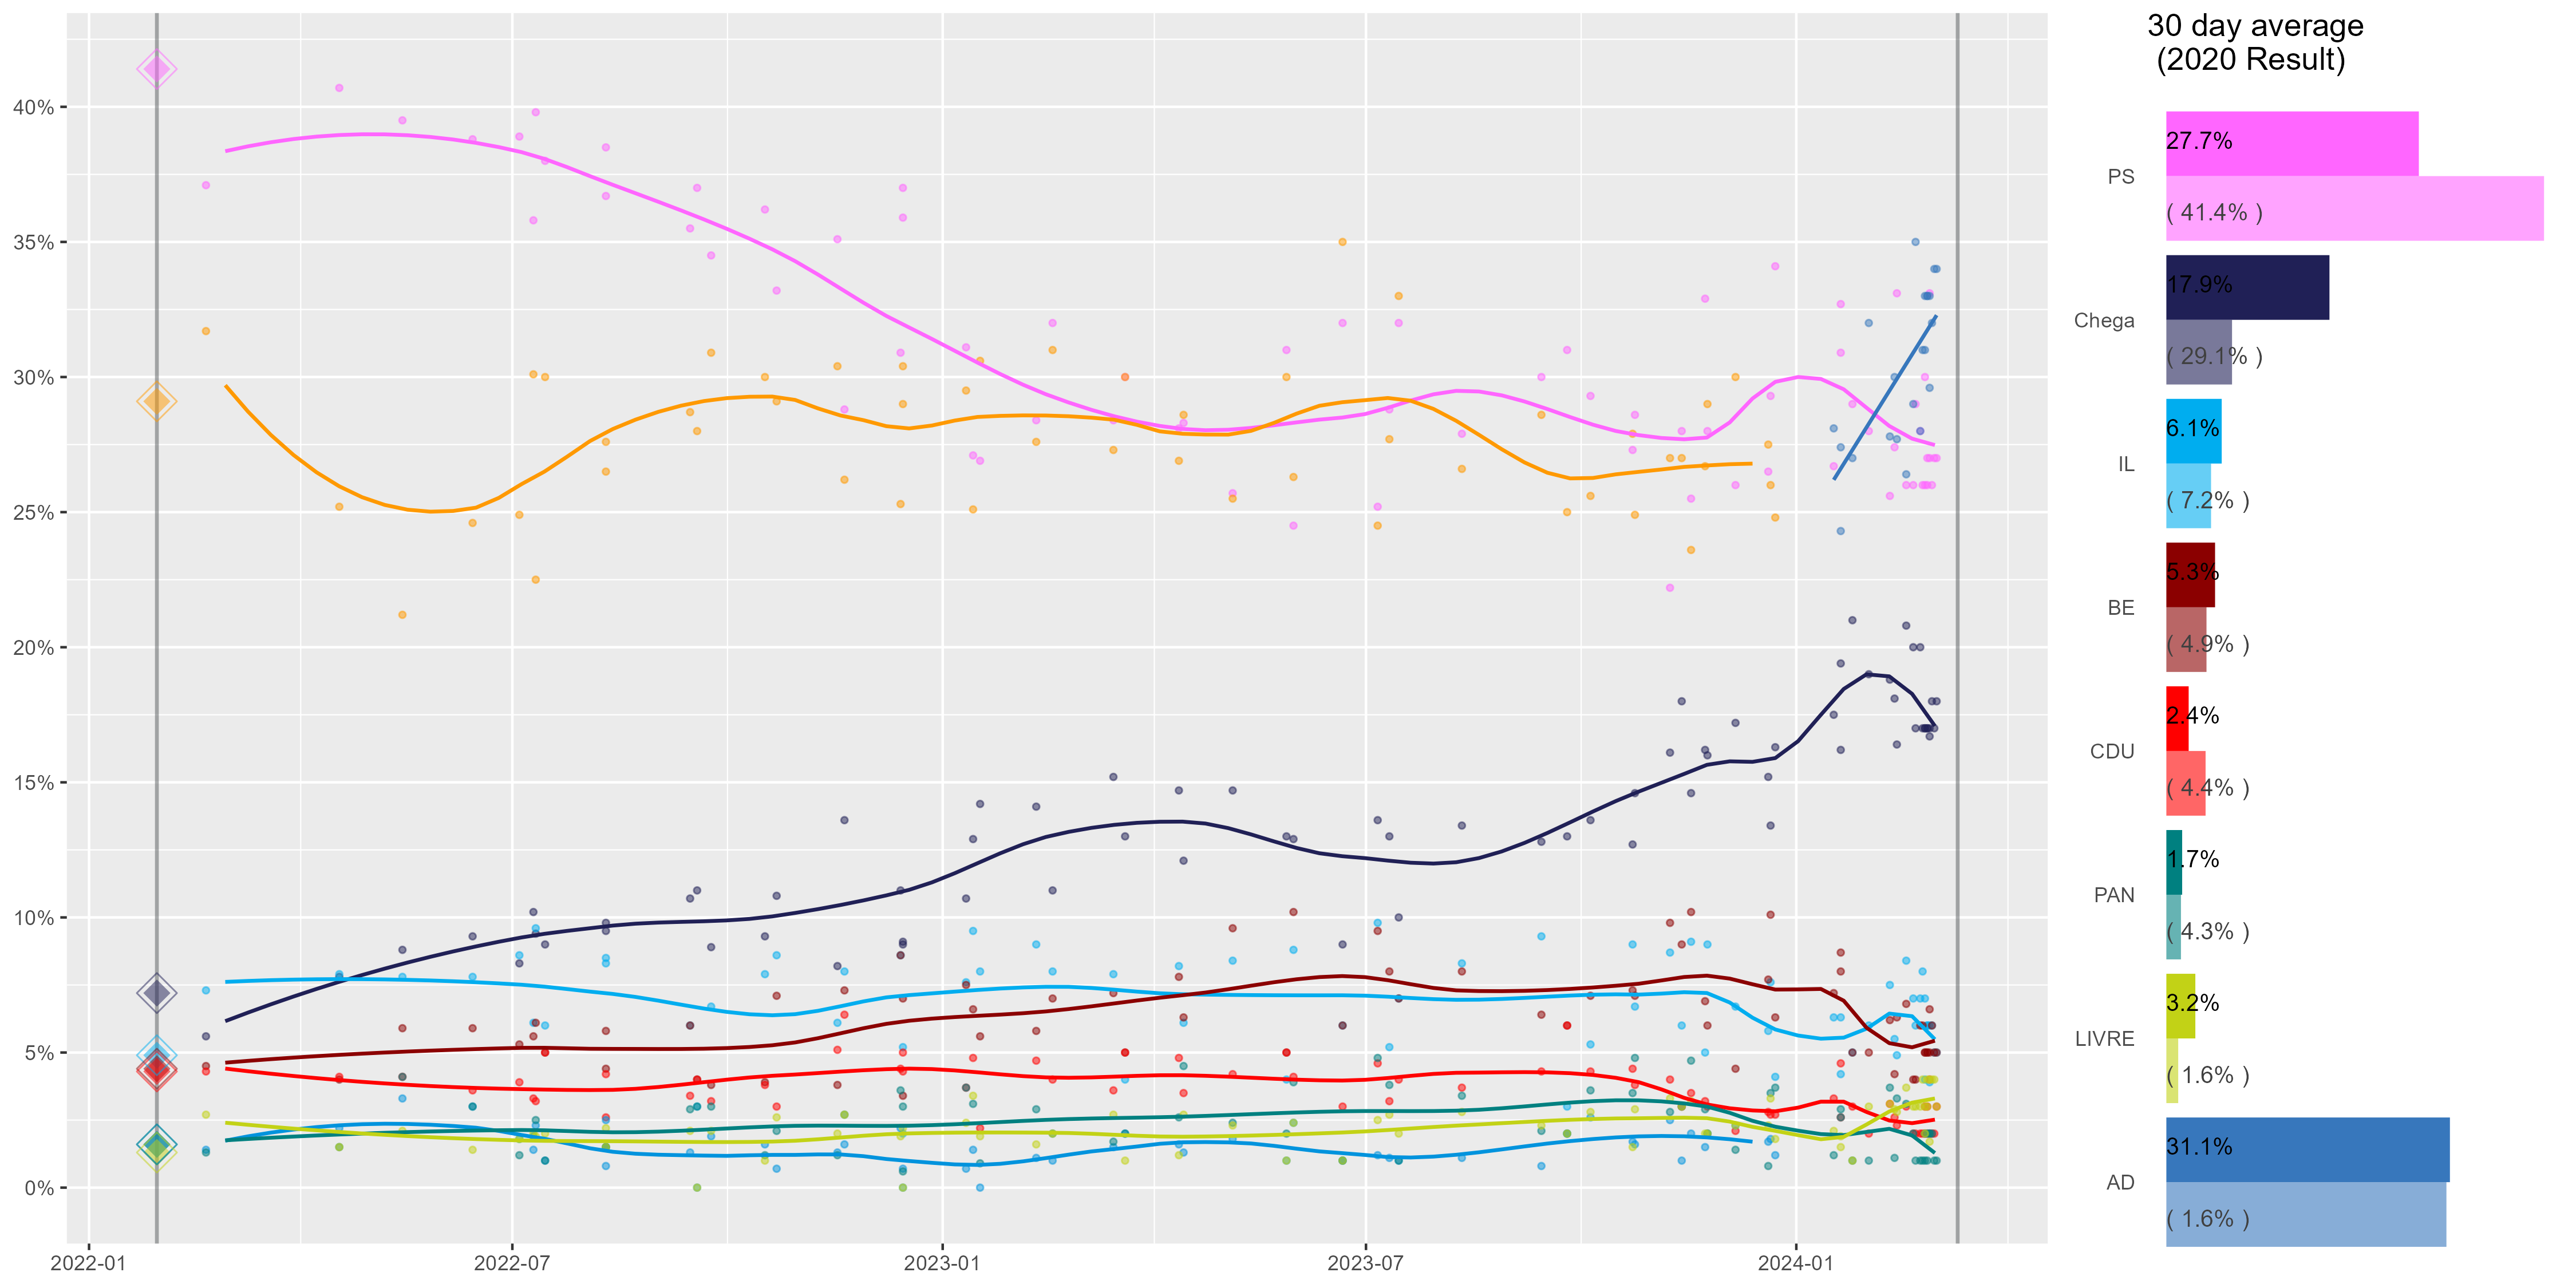 30 day average
(2020 Result)
40%
35%
30%
25%
20%
15%
10%
5%
0%
2022-01
2022-07
2023-01
2023-07
2024-01
PS
27.7%
( 41.4% )
Chega
17.9%
( 29.1% )
IL
6.1%
( 7.2% )
BE
5.3%
( 4.9% )
CDU
2.4%
( 4.4% )
PAN
1.7%
( 4.3% )
LIVRE
3.2%
( 1.6% )
AD
31.1%
( 1.6% )